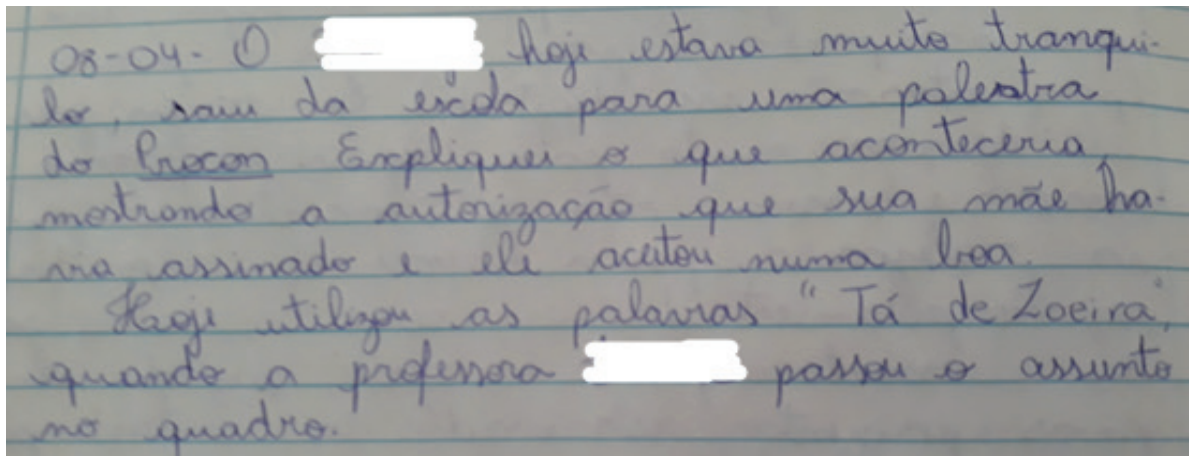 08-04- O hoje estava muito tranqui-
lo, saiu da escola para uma palestra
do Procon Expliquei o que aconteceria,
mostrando a autorização que sua mãe ha-
via assinado e ele aceitou numa boa.
Hoje utilizou as palavras "Tá de Zoeira",
quando a professora passou o assunto
no quadro.